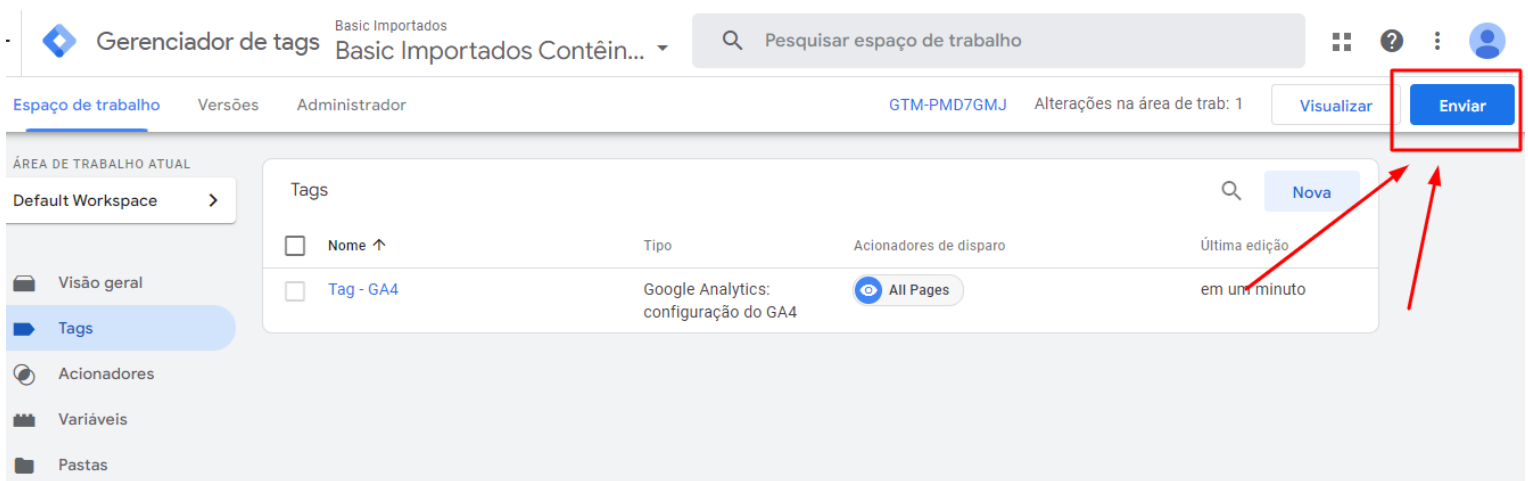 Basic Importados
Gerenciador de tags
Basic Importados Contêin...
Pesquisar espaço de trabalho
Espaço de trabalho
Versões
Administrador
GTM-PMD7GMJ
Alterações na área de trab: 1
Visualizar
Enviar
ÁREA DE TRABALHO ATUAL
Default Workspace
Tags
Nova
Nome
Tipo
Acionadores de disparo
Última edição
Visão geral
Tag - GA4
Google Analytics:
configuração do GA4
All Pages
em um minuto
Tags
Acionadores
Variáveis
Pastas